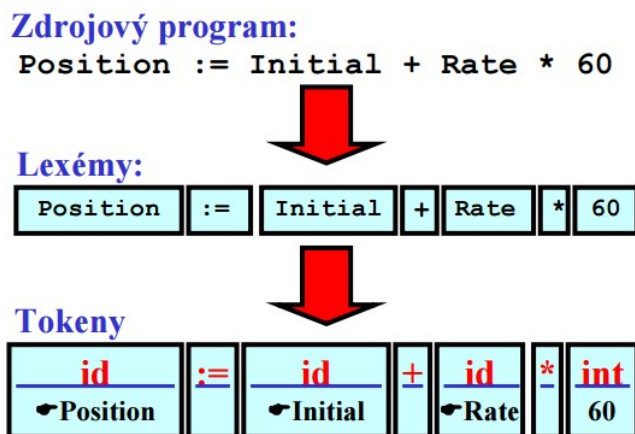 Zdrojový program:
Position := Initial + Rate * 60
Lexémy:
Position := Initial + Rate * 60
Tokeny
id := id + id * int
☛Position ☛Initial ☛Rate 60